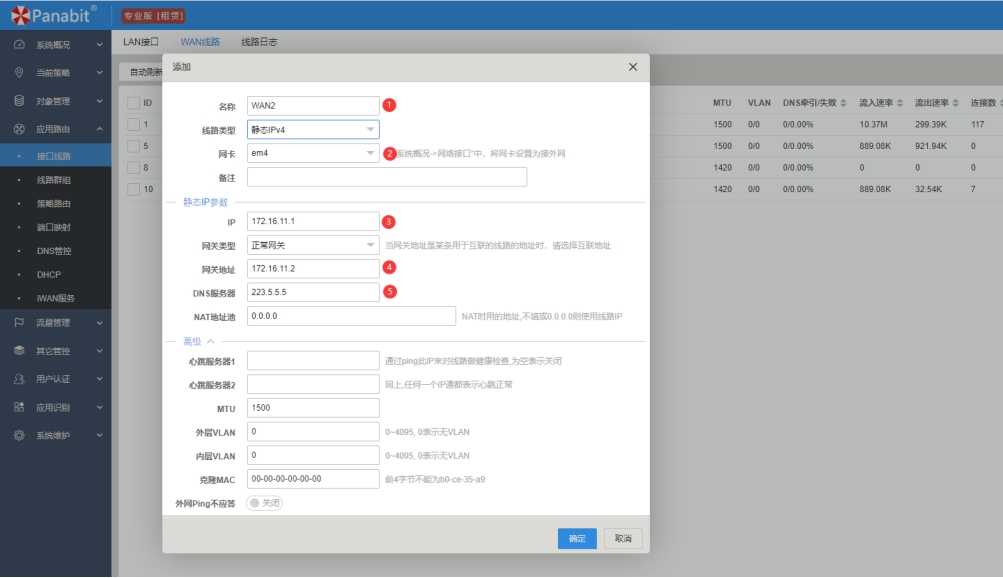 Panabit®
专业版 [租赁]
系统概况
当前策略
对象管理
应用路由
接口线路
线路群组
策略路由
端口映射
DNS管控
DHCP
iWAN服务
流量管理
其它管控
用户认证
应用识别
系统维护
LAN接口 WAN线路 线路日志
自动刷新
ID MTU VLAN DNS牵引/失败 流入速率 流出速率 连接数
1 1500 0/0 0/0.00% 10.37M 299.39K 117
5 1500 0/0 0/0.00% 889.08K 921.94K 0
8 1420 0/0 0/0.00% 0 0 0
10 1420 0/0 0/0.00% 889.08K 32.54K 7
添加
名称 WAN2 1
线路类型 静态IPv4
网卡 em4 2 系统概况->网络接口"中，将网卡设置为接外网
备注
静态IP参数
IP 172.16.11.1 3
网关类型 正常网关 当网关地址是某条用于互联的线路的地址时，请选择互联地址
网关地址 172.16.11.2 4
DNS服务器 223.5.5.5 5
NAT地址池 0.0.0.0 NAT时用的地址,不填或0.0.0.0则使用线路IP
高级
心跳服务器1 通过ping此IP来对线路做健康检查,为空表示关闭
心跳服务器2 同上,任何一个IP通都表示心跳正常
MTU 1500
外层VLAN 0 0~4095, 0表示无VLAN
内层VLAN 0 0~4095, 0表示无VLAN
克隆MAC 00-00-00-00-00-00 前4字节不能为b0-ce-35-a9
外网Ping不应答 关闭
确定 取消